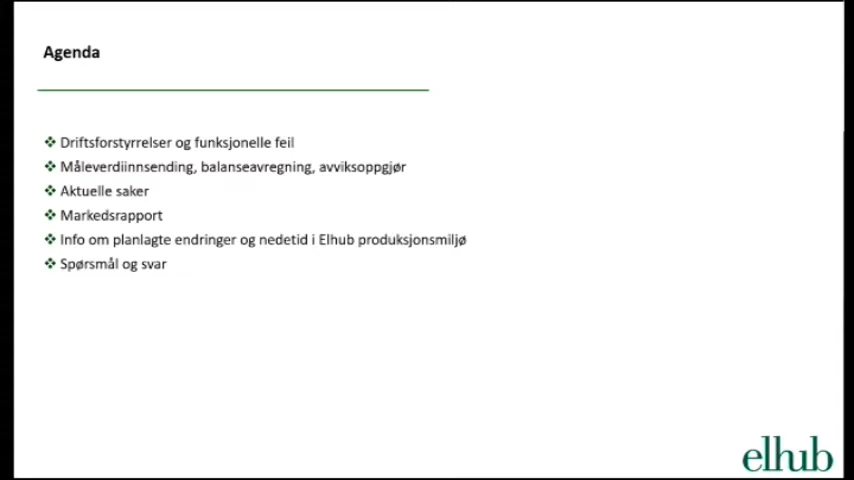 Agenda
Driftsforstyrrelser og funksjonelle feil
Måleverdiinnsending, balanseavregning, avviksoppgjør
Aktuelle saker
Markedsrapport
Info om planlagte endringer og nedetid i Elhub produksjonsmiljø
Spørsmål og svar
elhub